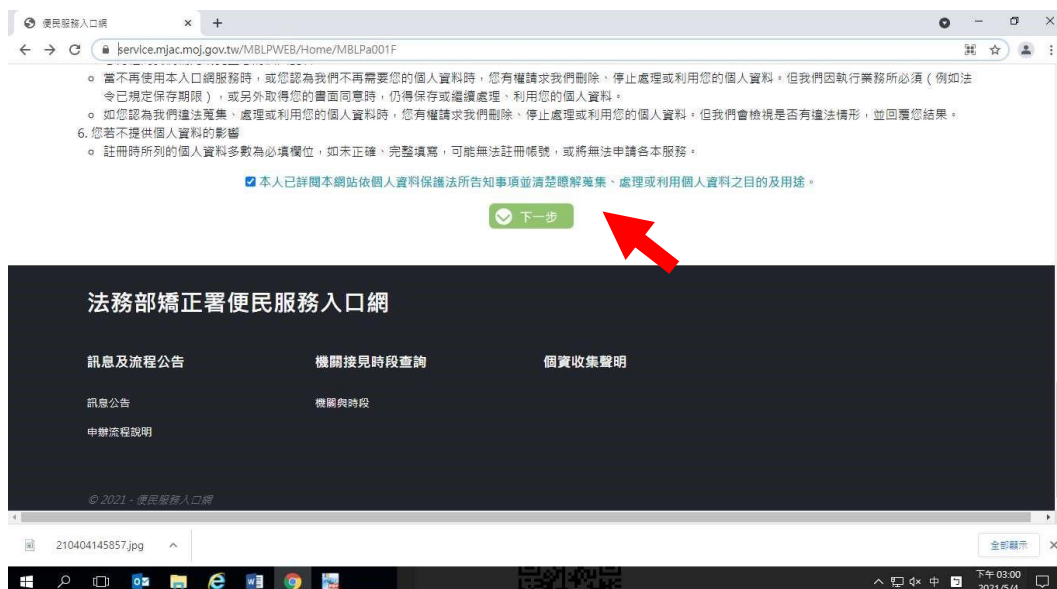 便民服務入口網
service.mjac.moj.gov.tw/MBLPWEB/Home/MBLPa001F
當不再使用本入口網服務時，或您認為我們不再需要您的個人資料時，您有權請求我們刪除、停止處理或利用您的個人資料。但我們因執行業務所必須（例如法
令已規定保存期限），或另外取得您的書面同意時，仍得保存或繼續處理、利用您的個人資料。
如您認為我們違法蒐集、處理或利用您的個人資料時，您有權請求我們刪除、停止處理或利用您的個人資料。但我們會檢視是否有違法情形，並回覆您結果。
6. 您若不提供個人資料的影響
註冊時所列的個人資料多數為必填欄位，如未正確、完整填寫，可能無法註冊帳號，或將無法申請各本服務。
本人已詳閱本網站依個人資料保護法所告知事項並清楚瞭解蒐集、處理或利用個人資料之目的及用途。
下一步
法務部矯正署便民服務入口網
訊息及流程公告 機關接見時段查詢 個資收集聲明
訊息公告 機關與時段
申辦流程說明
© 2021 - 便民服務入口網
210404145857.jpg 全部顯示
中 下午 03:00
2021/5/4